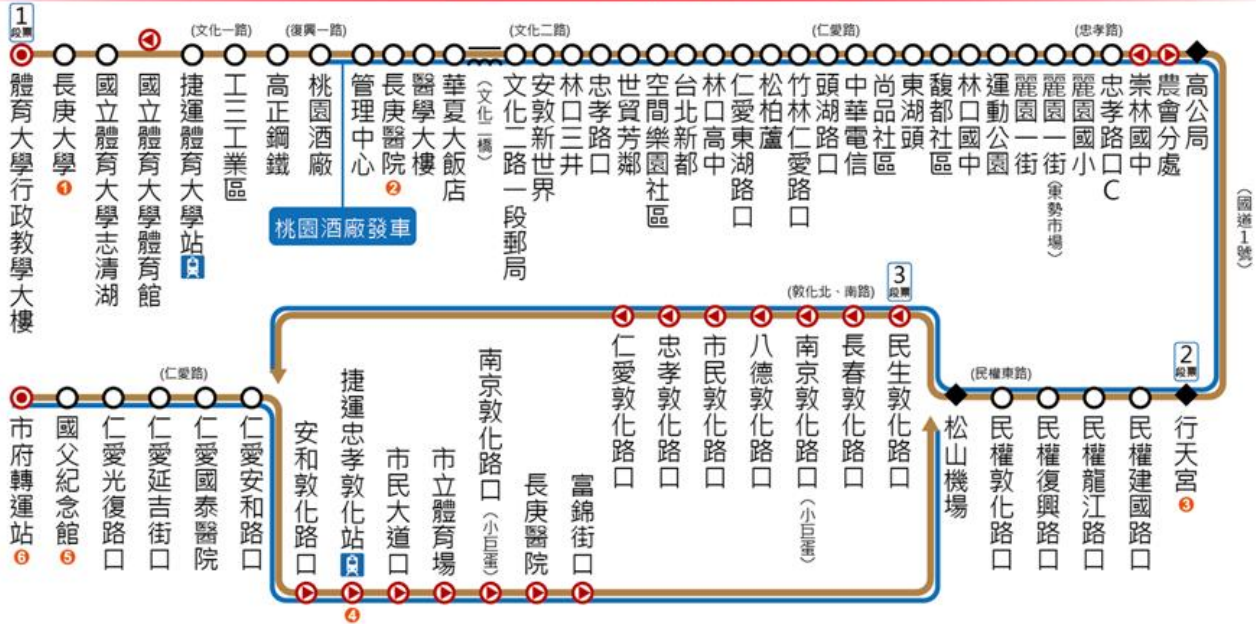 1
段票
(文化一路)
(復興一路)
(文化二路)
(仁愛路)
(忠孝路)
體育大學行政教學大樓
長庚大學
1
國立體育大學志清湖
國立體育大學體育館
捷運體育大學站
工三工業區
高正鋼鐵
桃園酒廠
管理中心
長庚醫院
2
醫學大樓
華夏大飯店
(文化二橋)
文化二路一段郵局
安敦新世界
林口三井
忠孝路口
世貿芳鄰
空間樂園社區
台北新都
林口高中
仁愛東湖路口
松柏蘆
竹林仁愛路口
頭湖路口
中華電信
尚品社區
東湖頭
馥都社區
林口國中
運動公園
麗園一街
麗園一街(東勢市場)
麗園國小
忠孝路口C
崇林國中
農會分處
高公局
桃園酒廠發車
(國道1號)
2
段票
行天宮
3
民權建國路口
民權龍江路口
民權復興路口
民權敦化路口
(民權東路)
松山機場
3
段票
(敦化北、南路)
民生敦化路口
長春敦化路口
南京敦化路口(小巨蛋)
八德敦化路口
市民敦化路口
忠孝敦化路口
仁愛敦化路口
(仁愛路)
仁愛安和路口
仁愛國泰醫院
仁愛延吉街口
仁愛光復路口
國父紀念館
5
市府轉運站
6
安和敦化路口
捷運忠孝敦化站
4
市民大道口
市立體育場
南京敦化路口(小巨蛋)
長庚醫院
富錦街口